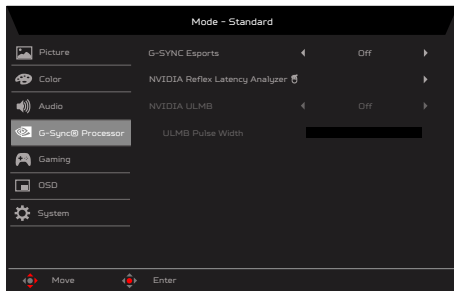 Mode - Standard
Picture
G-SYNC Esports Off
Color
NVIDIA Reflex Latency Analyzer
Audio
NVIDIA ULMB Off
G-Sync® Processor
ULMB Pulse Width
Gaming
OSD
System
Move Enter